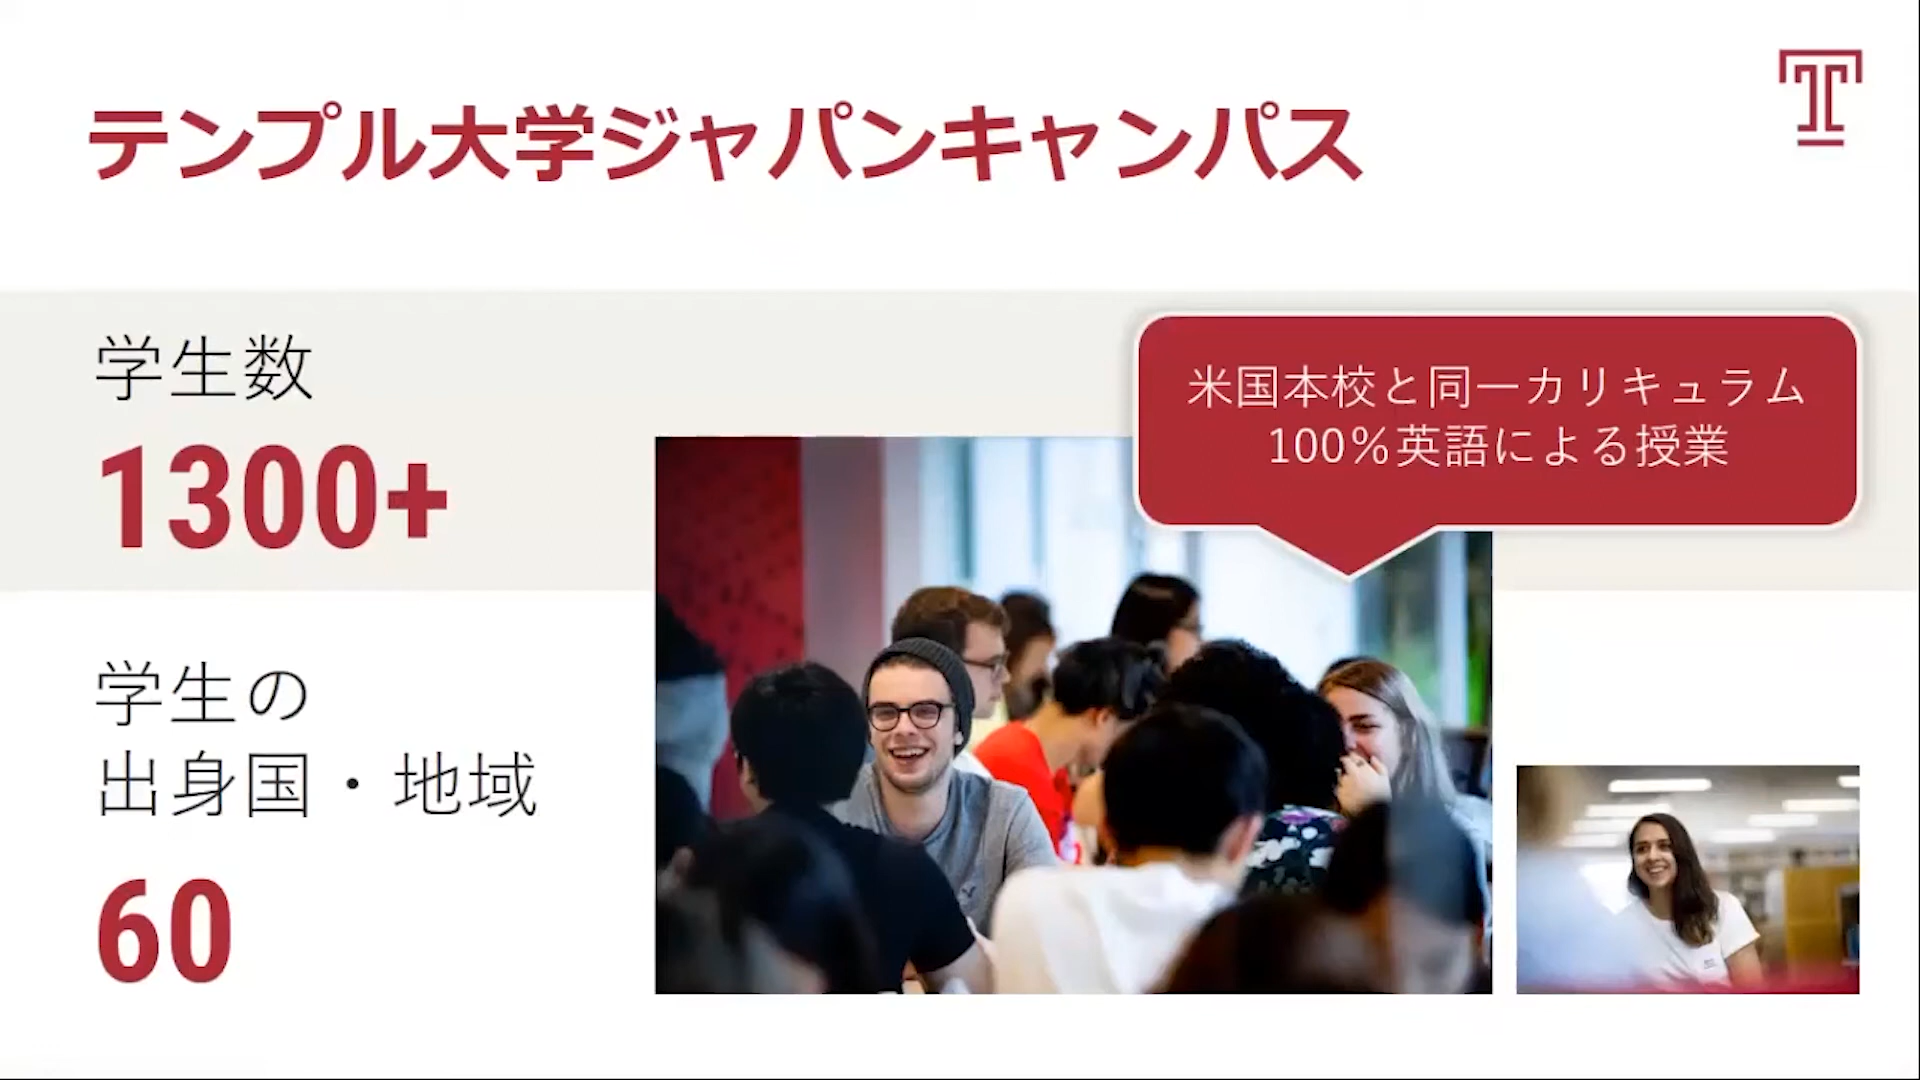 テンプル大学ジャパンキャンパス
学生数
1300+
米国本校と同一カリキュラム
100%英語による授業
学生の
出身国・地域
60